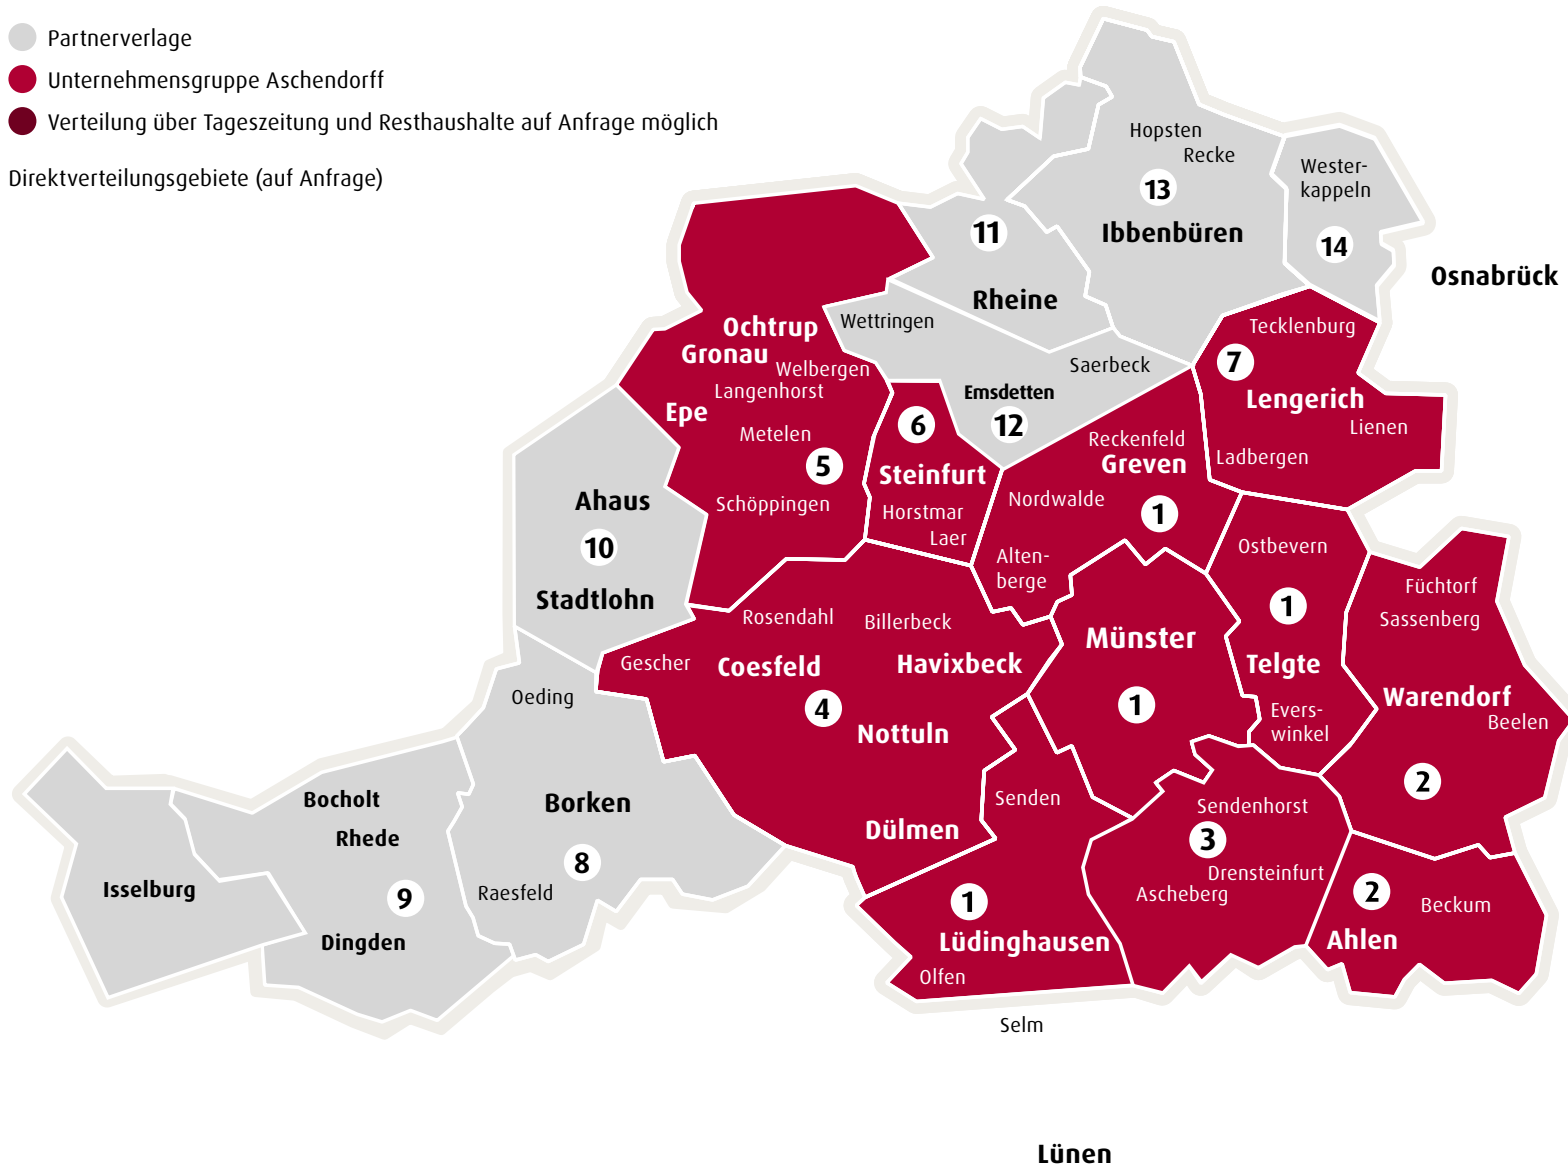 Partnerverlage
Unternehmensgruppe Aschendorff
Verteilung über Tageszeitung und Resthaushalte auf Anfrage möglich
Direktverteilungsgebiete (auf Anfrage)
Hopsten
Recke
13
Ibbenbüren
Wester-
kappeln
14
Osnabrück
11
Rheine
Wettringen
Saerbeck
Emsdetten
12
Ochtrup
Gronau
Welbergen
Langenhorst
Epe
Metelen
5
Schöppingen
6
Steinfurt
Horstmar
Laer
Tecklenburg
7
Lengerich
Lienen
Ladbergen
Reckenfeld
Greven
Nordwalde
1
Alten-
berge
Ahaus
10
Stadtlohn
Ostbevern
1
Telgte
Evers-
winkel
Füchtorf
Sassenberg
Warendorf
Beelen
2
Münster
1
Rosendahl
Billerbeck
Gescher
Coesfeld
Havixbeck
4
Nottuln
Dülmen
Oeding
Borken
8
Raesfeld
Bocholt
Rhede
Isselburg
9
Dingden
Senden
1
Lüdinghausen
Olfen
Sendenhorst
3
Drensteinfurt
Ascheberg
2
Beckum
Ahlen
Selm
Lünen